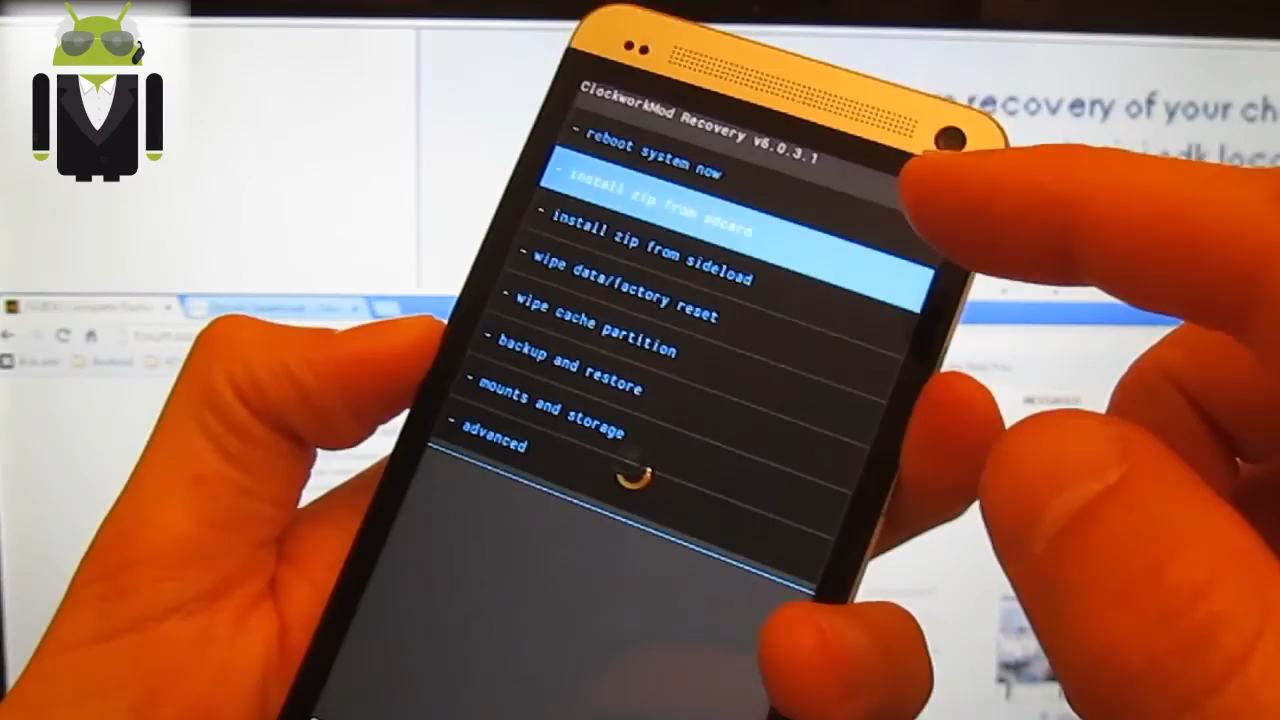 recovery of your ch
ClockworkMod Recovery v6.0.3.1
- reboot system now
- install zip from sdcard
- install zip from sideload
- wipe data/factory reset
- wipe cache partition
- backup and restore
- mounts and storage
- advanced